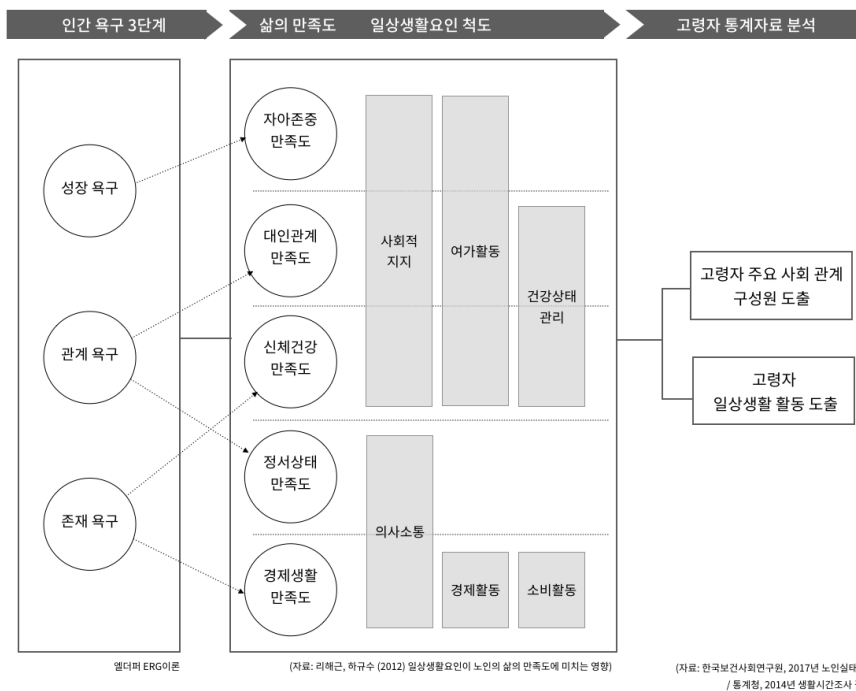 인간 욕구 3단계
삶의 만족도
일상생활요인 척도
고령자 통계자료 분석
성장 욕구
관계 욕구
존재 욕구
자아존중
만족도
대인관계
만족도
신체건강
만족도
정서상태
만족도
경제생활
만족도
사회적
지지
여가활동
건강상태
관리
의사소통
경제활동
소비활동
고령자 주요 사회 관계
구성원 도출
고령자
일상생활 활동 도출
엘더퍼 ERG이론
(자료: 리해근, 하규수 (2012) 일상생활요인이 노인의 삶의 만족도에 미치는 영향)
(자료: 한국보건사회연구원, 2017년 노인실태
/ 통계청, 2014년 생활시간조사